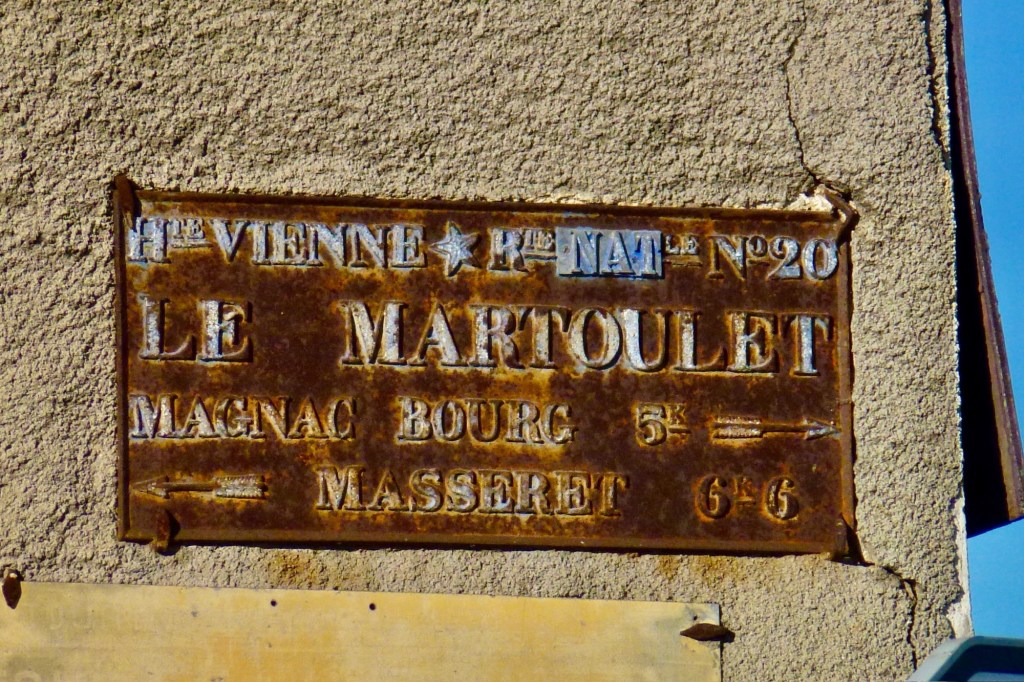 Hte VIENNE ★ Rte NATle No 20
LE MARTOULET
MAGNAC BOURG 5K
MASSERET 6K6